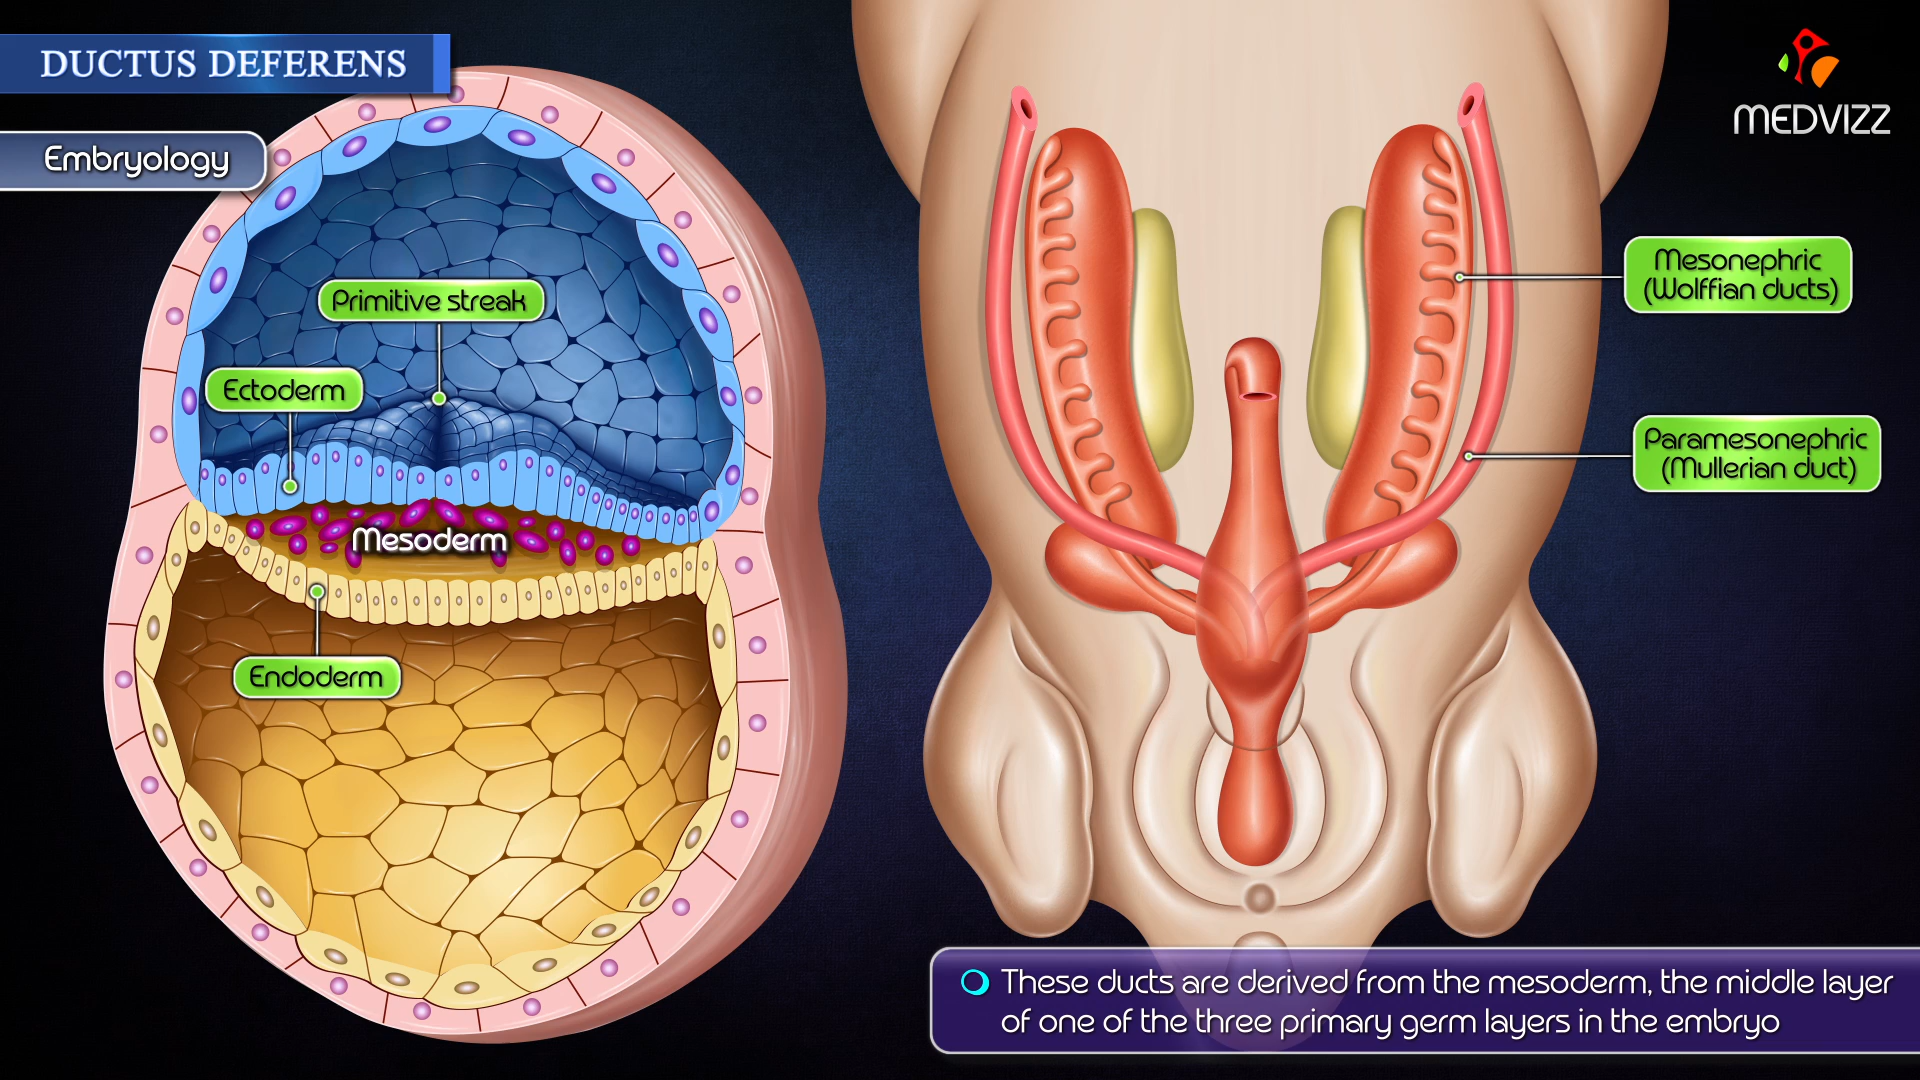 DUCTUS DEFERENS
Embryology
MEDVIZZ
Primitive streak
Ectoderm
Mesoderm
Endoderm
Mesonephric
(Wolffian ducts)
Paramesonephric
(Mullerian duct)
These ducts are derived from the mesoderm, the middle layer
of one of the three primary germ layers in the embryo